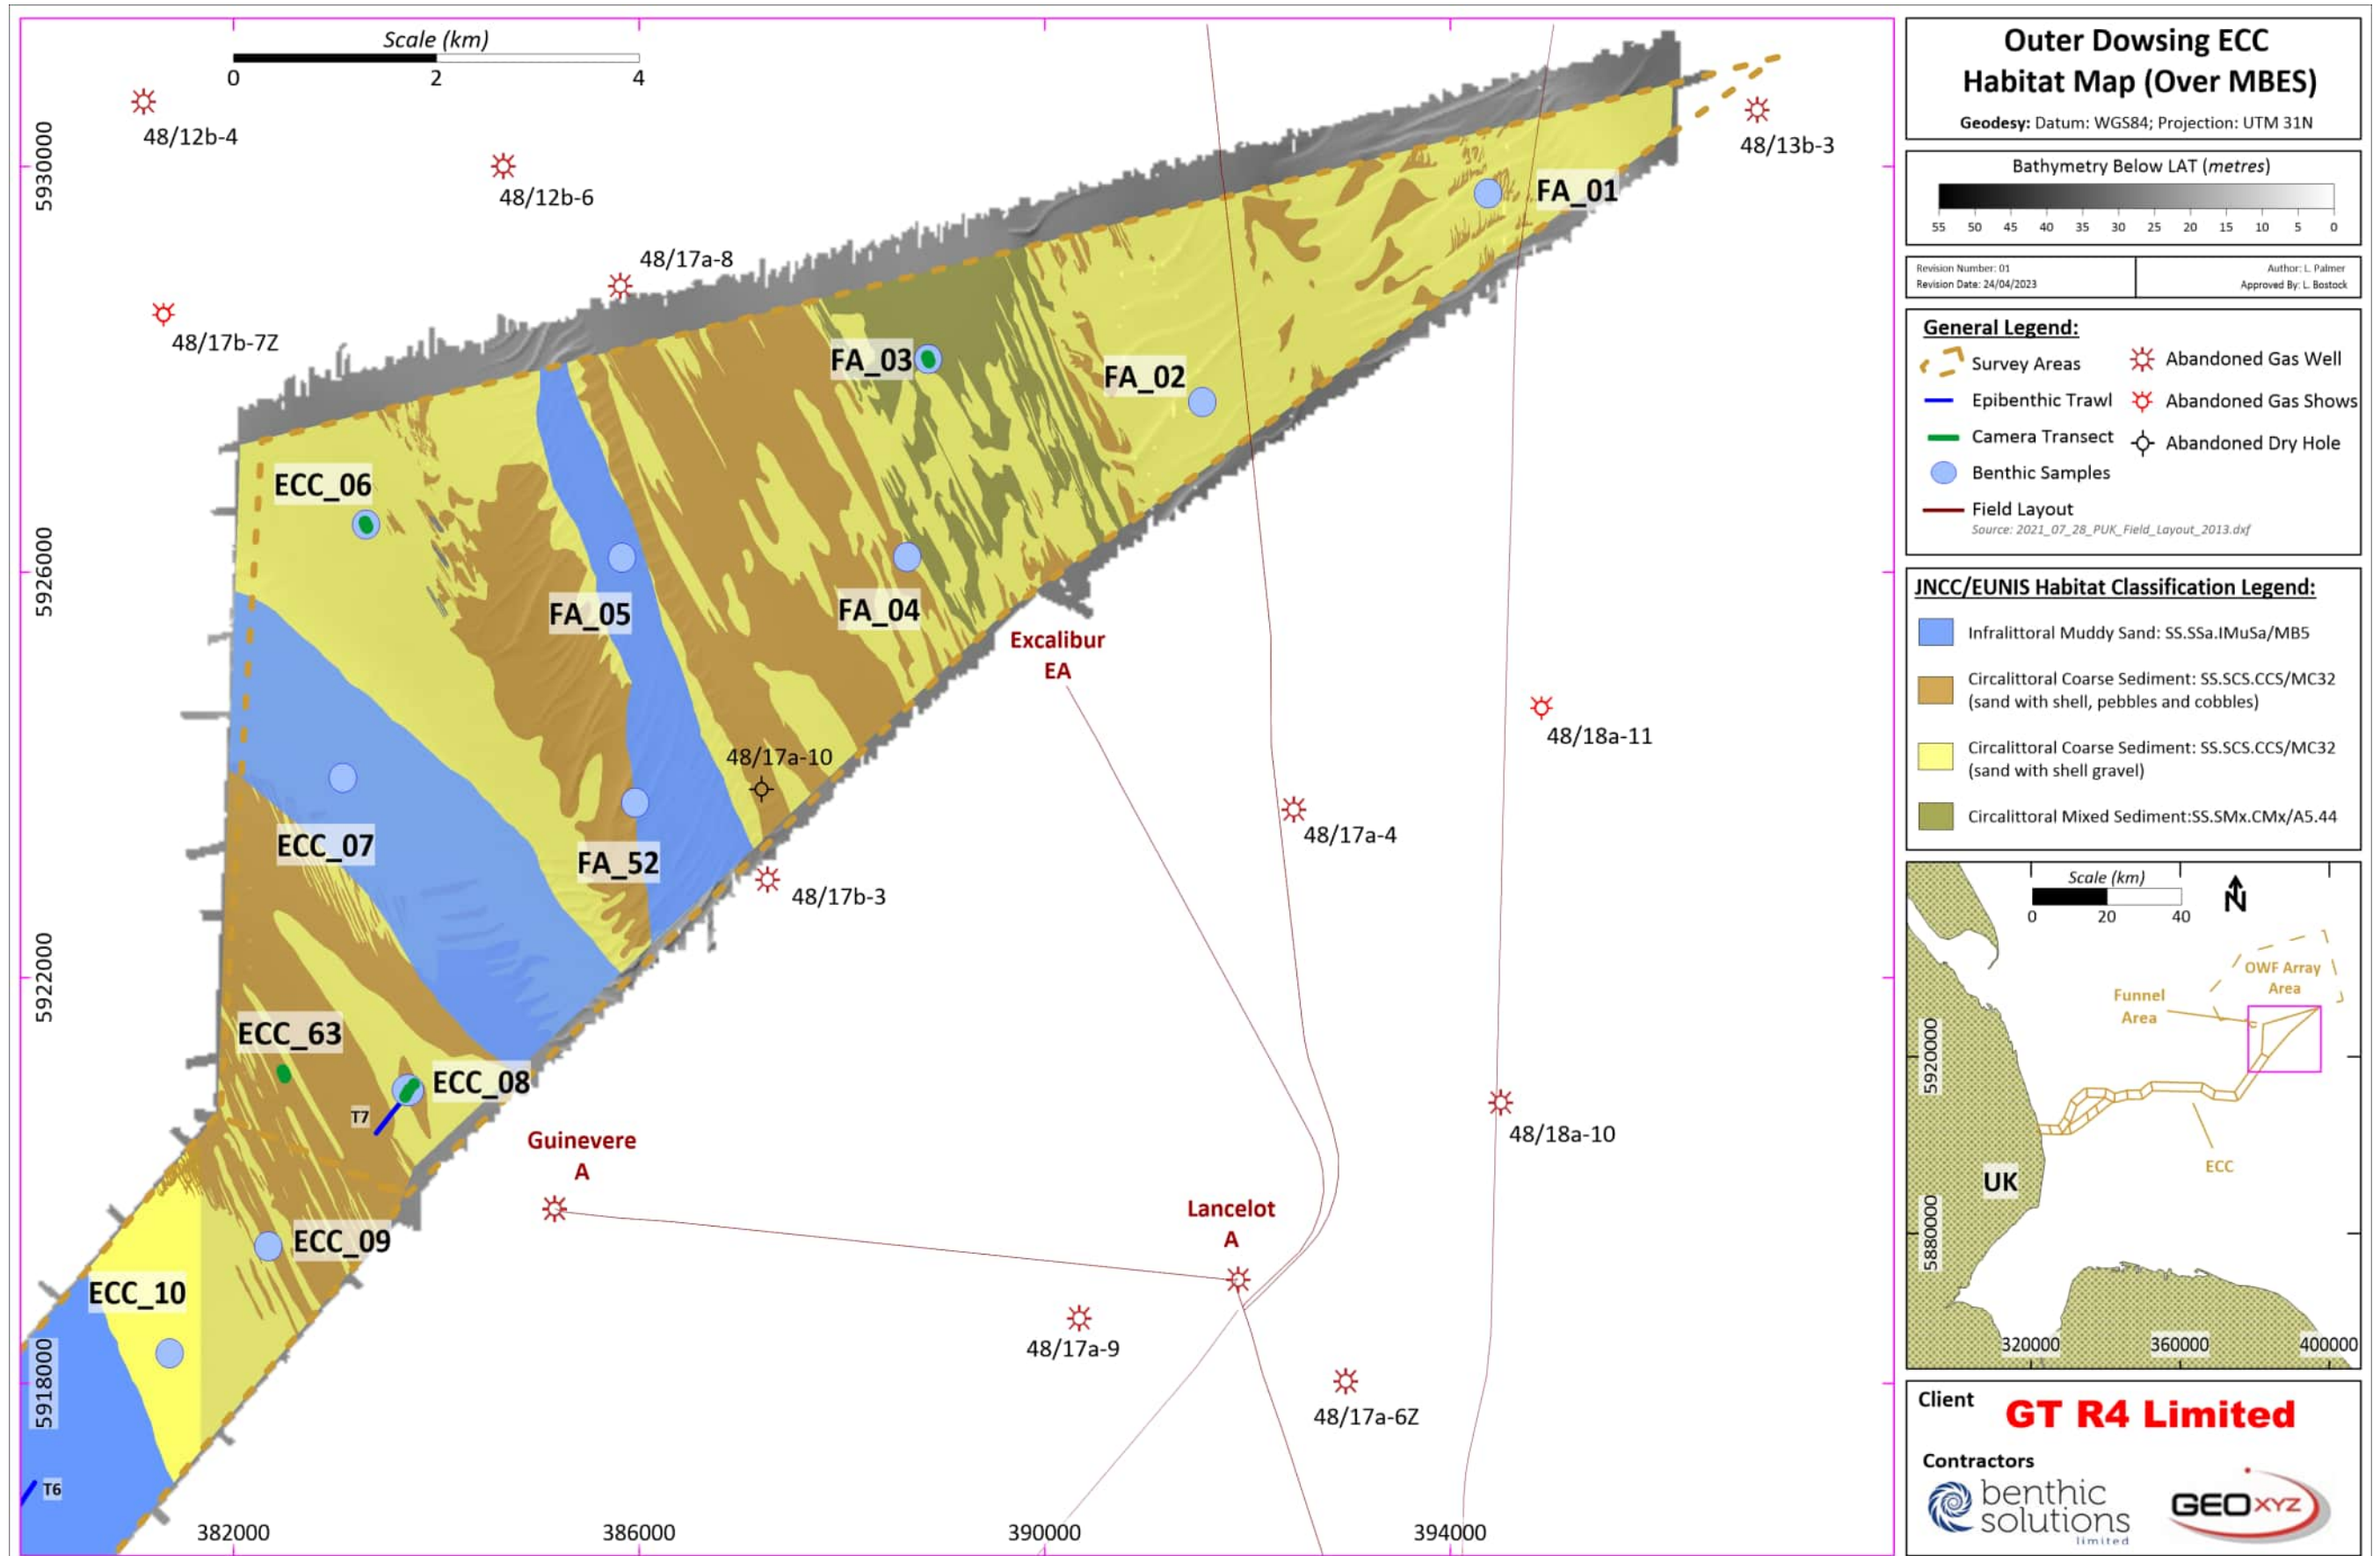 Scale (km)
0 2 4
48/12b-4
48/12b-6
48/13b-3
48/17a-8
48/17b-7Z
FA_01
FA_03
FA_02
ECC_06
FA_05
FA_04
Excalibur
EA
48/18a-11
48/17a-10
48/17a-4
ECC_07
FA_52
48/17b-3
ECC_63
ECC_08
T7
48/18a-10
Guinevere
A
Lancelot
A
ECC_09
ECC_10
48/17a-9
48/17a-6Z
T6
5930000
5926000
5922000
5918000
382000 386000 390000 394000
Outer Dowsing ECC
Habitat Map (Over MBES)
Geodesy: Datum: WGS84; Projection: UTM 31N
Bathymetry Below LAT (metres)
55 50 45 40 35 30 25 20 15 10 5 0
Revision Number: 01
Revision Date: 24/04/2023
Author: L. Palmer
Approved By: L. Bostock
General Legend:
Survey Areas
Epibenthic Trawl
Camera Transect
Benthic Samples
Field Layout
Source: 2021_07_28_PUK_Field_Layout_2013.dxf
Abandoned Gas Well
Abandoned Gas Shows
Abandoned Dry Hole
JNCC/EUNIS Habitat Classification Legend:
Infralittoral Muddy Sand: SS.SSa.IMuSa/MB5
Circalittoral Coarse Sediment: SS.SCS.CCS/MC32
(sand with shell, pebbles and cobbles)
Circalittoral Coarse Sediment: SS.SCS.CCS/MC32
(sand with shell gravel)
Circalittoral Mixed Sediment:SS.SMx.CMx/A5.44
Scale (km)
0 20 40
N
OWF Array
Area
Funnel
Area
ECC
UK
5920000
5880000
320000 360000 400000
Client
GT R4 Limited
Contractors
benthic
solutions
limited
GEOXYZ